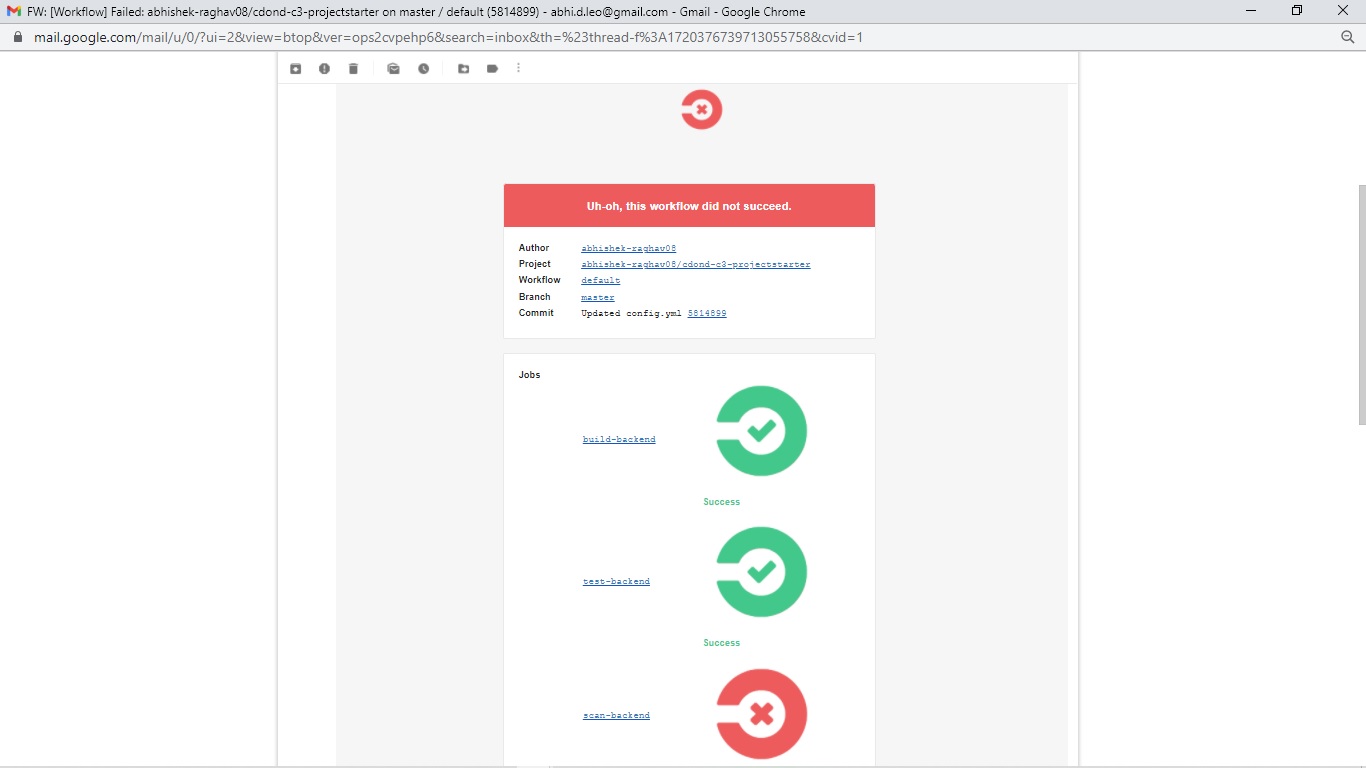 FW: [Workflow] Failed: abhishek-raghav08/cdond-c3-projectstarter on master / default (5814899) - abhi.d.leo@gmail.com - Gmail - Google Chrome
mail.google.com/mail/u/0/?ui=2&view=btop&ver=ops2cvpehp6&search=inbox&th=%23thread-f%3A1720376739713055758&cvid=1
Uh-oh, this workflow did not succeed.
Author abhishek-raghav08
Project abhishek-raghav08/cdond-c3-projectstarter
Workflow default
Branch master
Commit Updated config.yml 5814899
Jobs
build-backend
Success
test-backend
Success
scan-backend